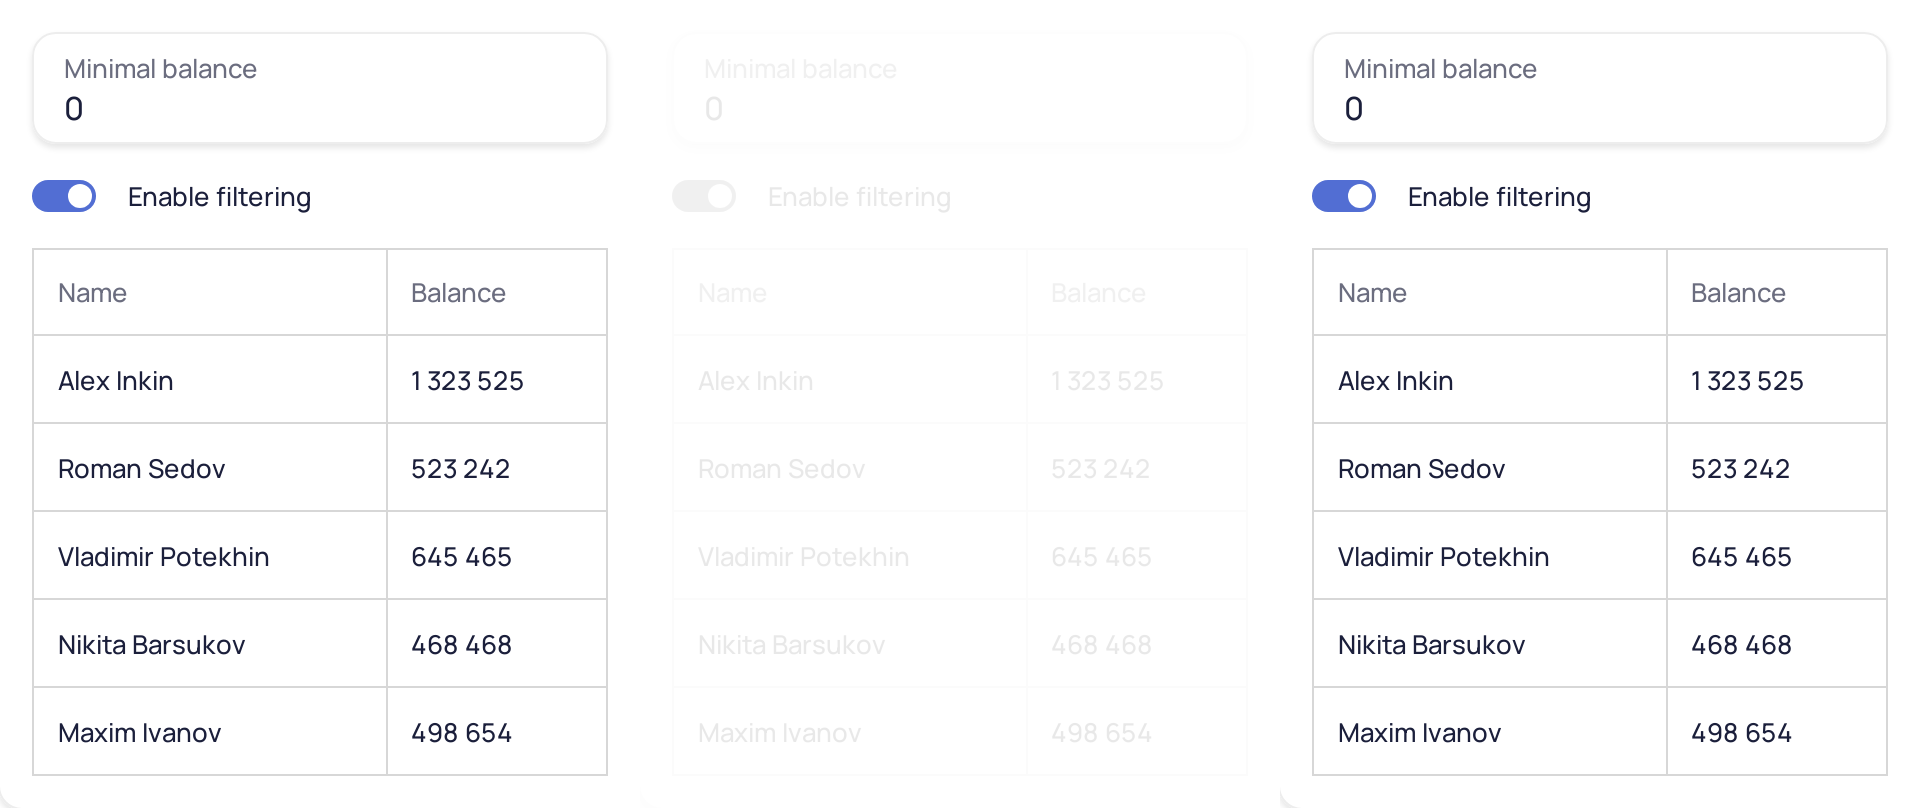 Minimal balance
0
Enable filtering
Name Balance
Alex Inkin 1 323 525
Roman Sedov 523 242
Vladimir Potekhin 645 465
Nikita Barsukov 468 468
Maxim Ivanov 498 654
Minimal balance
0
Enable filtering
Name Balance
Alex Inkin 1 323 525
Roman Sedov 523 242
Vladimir Potekhin 645 465
Nikita Barsukov 468 468
Maxim Ivanov 498 654
Minimal balance
0
Enable filtering
Name Balance
Alex Inkin 1 323 525
Roman Sedov 523 242
Vladimir Potekhin 645 465
Nikita Barsukov 468 468
Maxim Ivanov 498 654